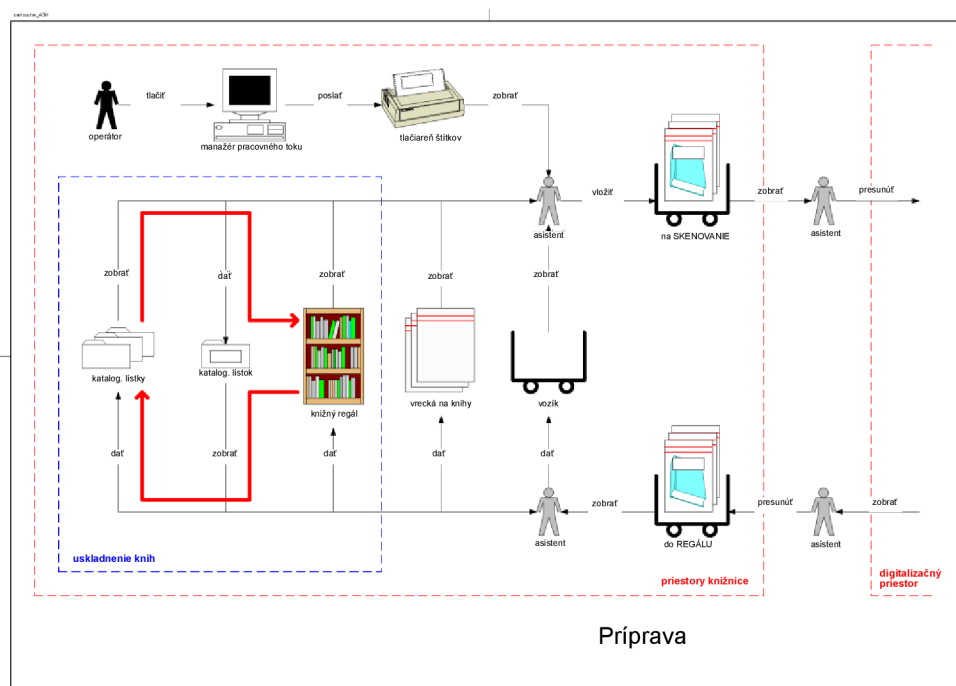 cartouche_A3H
tlačiť
poslať
zobrať
operátor
manažér pracovného toku
tlačiareň štítkov
vložiť
zobrať
presunúť
asistent
na SKENOVANIE
asistent
zobrať
dať
zobrať
zobrať
zobrať
katalog. lístky
katalog. lístok
knižný regál
vrecká na knihy
vozík
dať
zobrať
dať
dať
dať
zobrať
presunúť
zobrať
asistent
do REGÁLU
asistent
uskladnenie knih
priestory knižnice
digitalizačný
priestor
Príprava